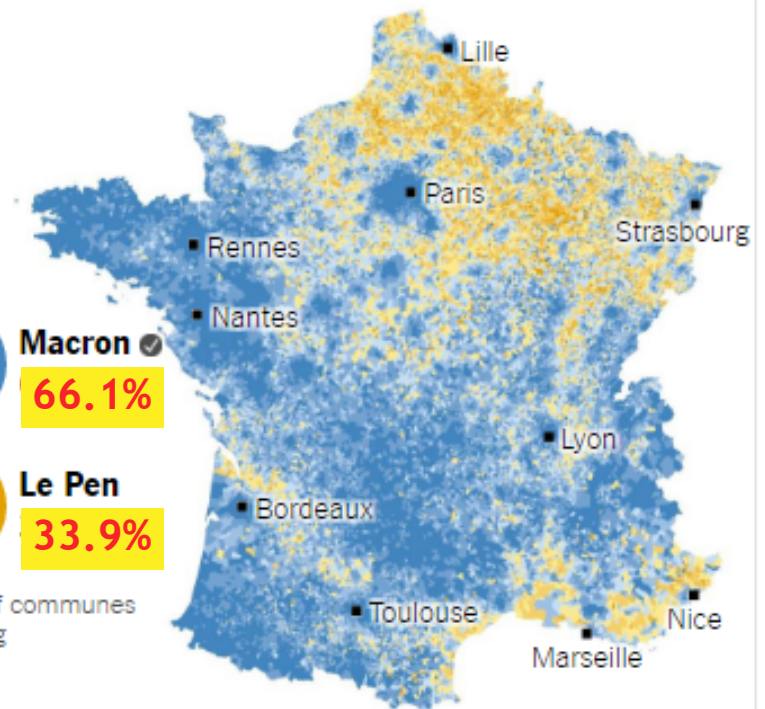 Lille
Paris
Strasbourg
Rennes
Nantes
Macron
66.1%
Lyon
Le Pen
33.9%
Bordeaux
communes
Toulouse
Nice
Marseille